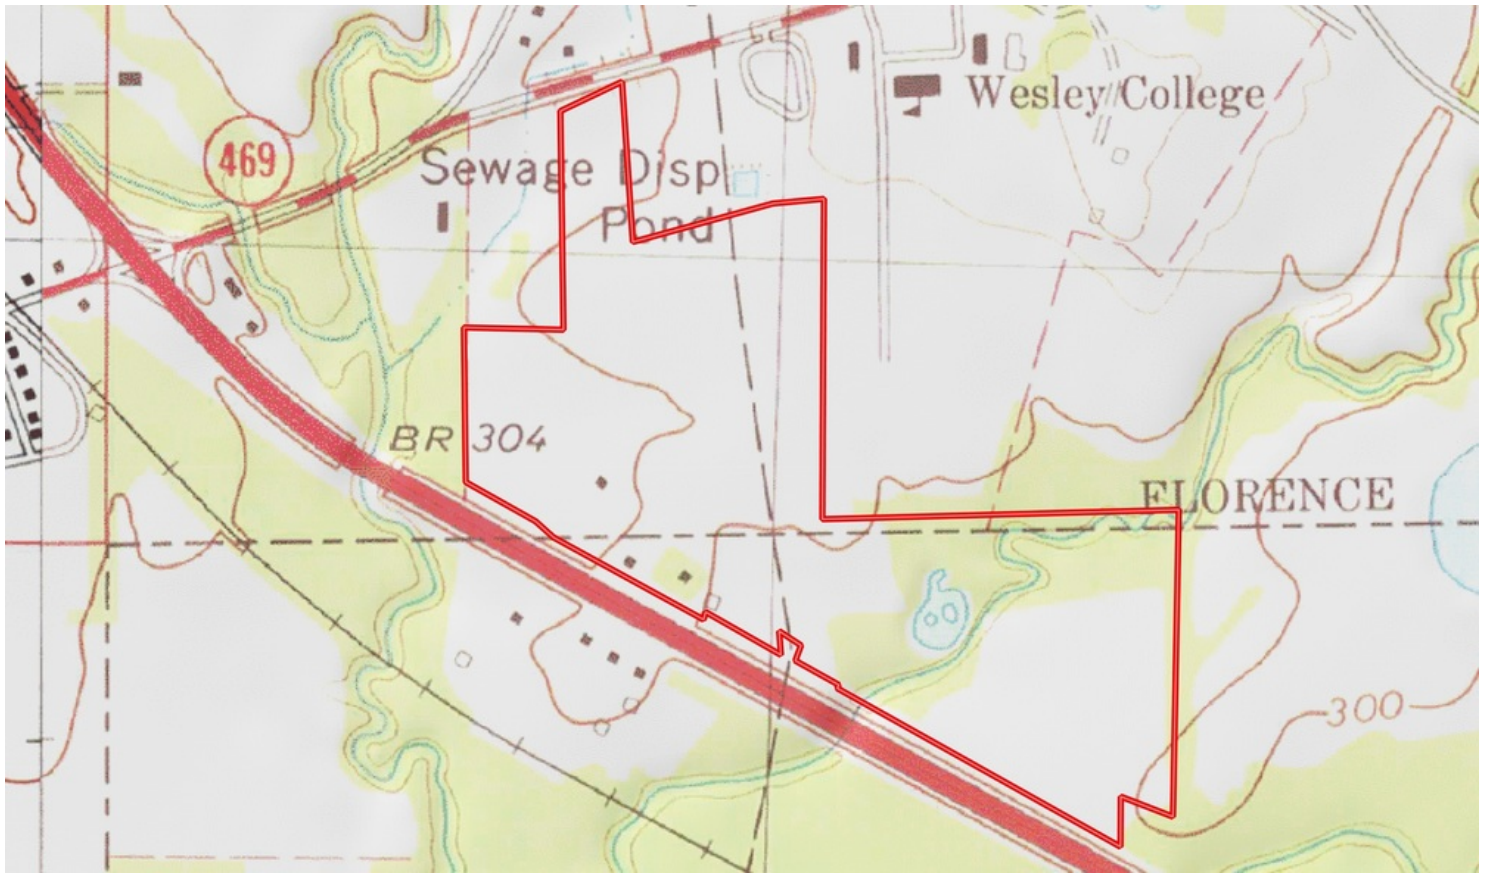 Wesley College
469
Sewage Disp
Pond
BR 304
FLORENCE
300